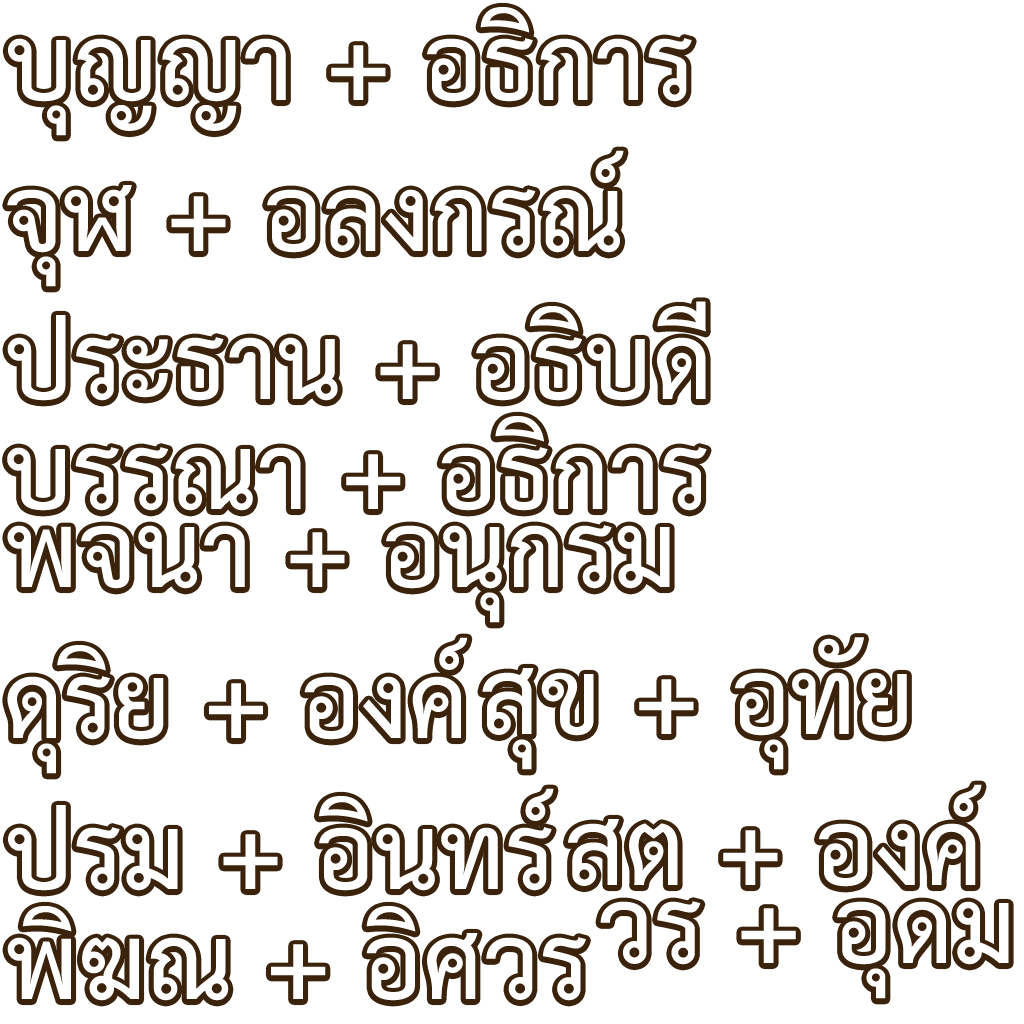 บุญญา + อธิการ
จุฬ + อลงกรณ์
ประธาน + อธิบดี
บรรณา + อธิการ
พจนา + อนุกรม
ดุริย + องค์
สุข + อุทัย
ปรม + อินทร์
สต + องค์
พิฆณ + อิศวร
วร + อุดม